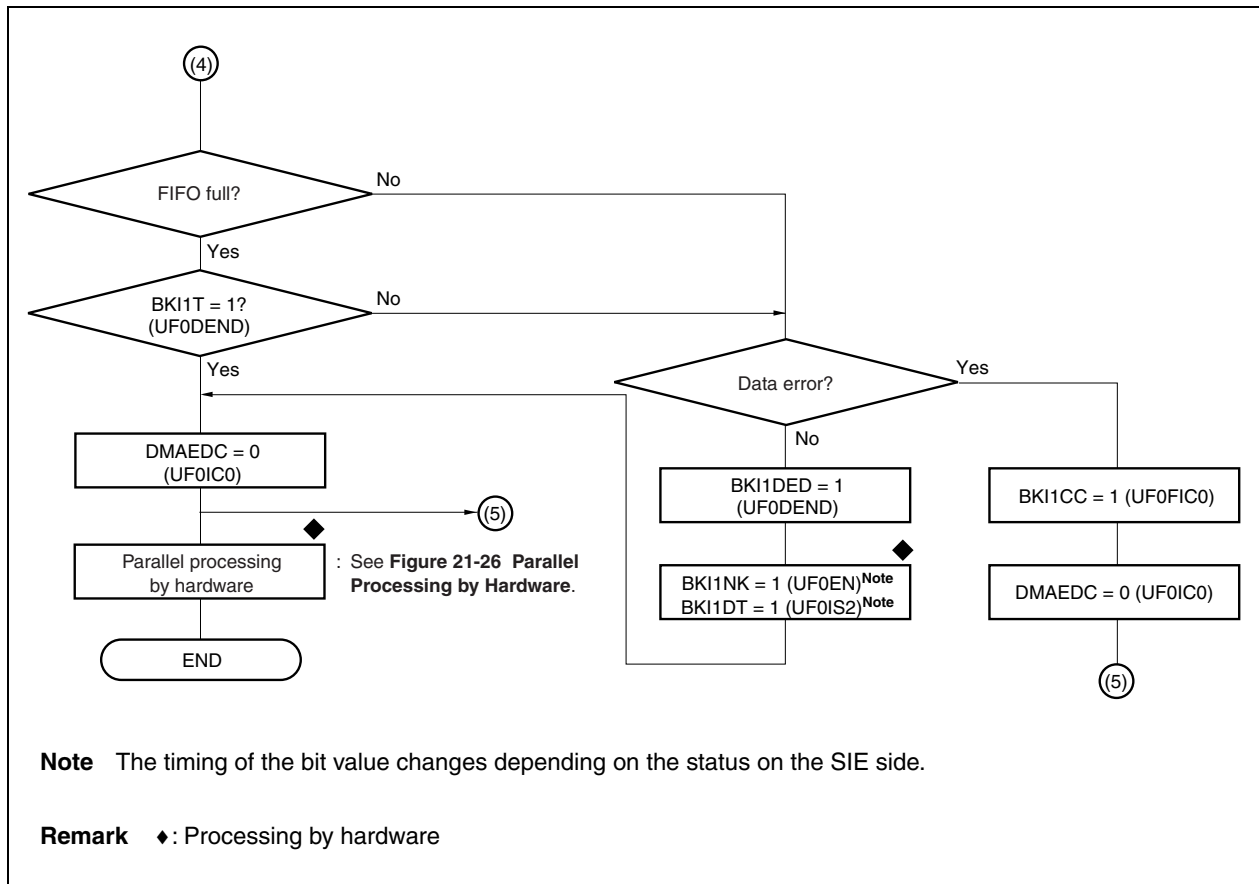 (4)
FIFO full?
No
Yes
BKI1T = 1?
(UF0DEND)
No
Yes
Data error?
Yes
No
DMAEDC = 0
(UF0IC0)
(5)
◆
Parallel processing
by hardware
: See Figure 21-26 Parallel
Processing by Hardware.
END
BKI1DED = 1
(UF0DEND)
◆
BKI1NK = 1 (UF0EN)Note
BKI1DT = 1 (UF0IS2)Note
BKI1CC = 1 (UF0FIC0)
DMAEDC = 0 (UF0IC0)
(5)
Note The timing of the bit value changes depending on the status on the SIE side.
Remark ♦: Processing by hardware